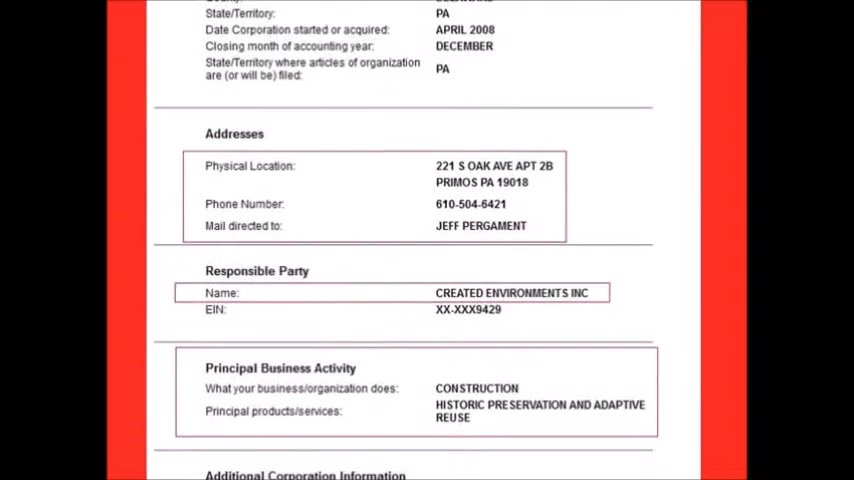 State/Territory: PA
Date Corporation started or acquired: APRIL 2008
Closing month of accounting year: DECEMBER
State/Territory where articles of organization
are (or will be) filed: PA
Addresses
Physical Location: 221 S OAK AVE APT 2B
PRIMOS PA 19018
Phone Number: 610-504-6421
Mail directed to: JEFF PERGAMENT
Responsible Party
Name: CREATED ENVIRONMENTS INC
EIN: XX-XXX9429
Principal Business Activity
What your business/organization does: CONSTRUCTION
Principal products/services: HISTORIC PRESERVATION AND ADAPTIVE
REUSE
Additional Corporation Information